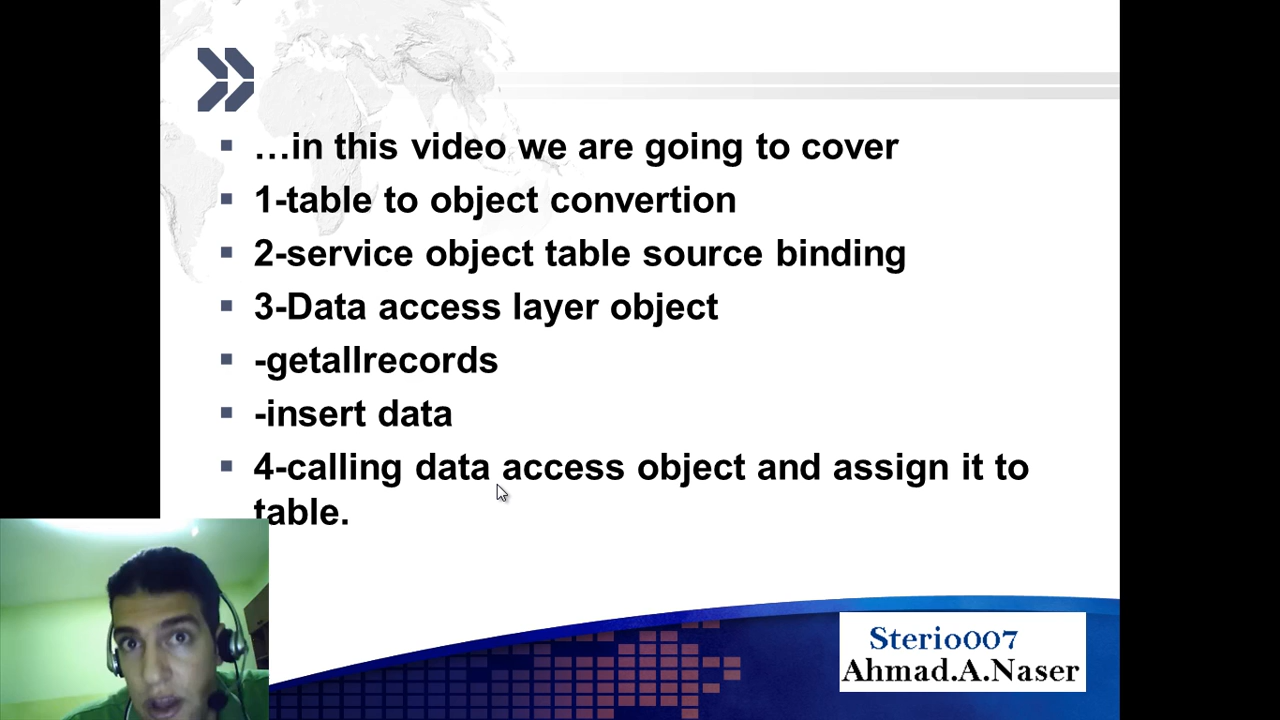 …in this video we are going to cover
1-table to object convertion
2-service object table source binding
3-Data access layer object
-getallrecords
-insert data
4-calling data access object and assign it to
table.
Sterio007
Ahmad.A.Naser